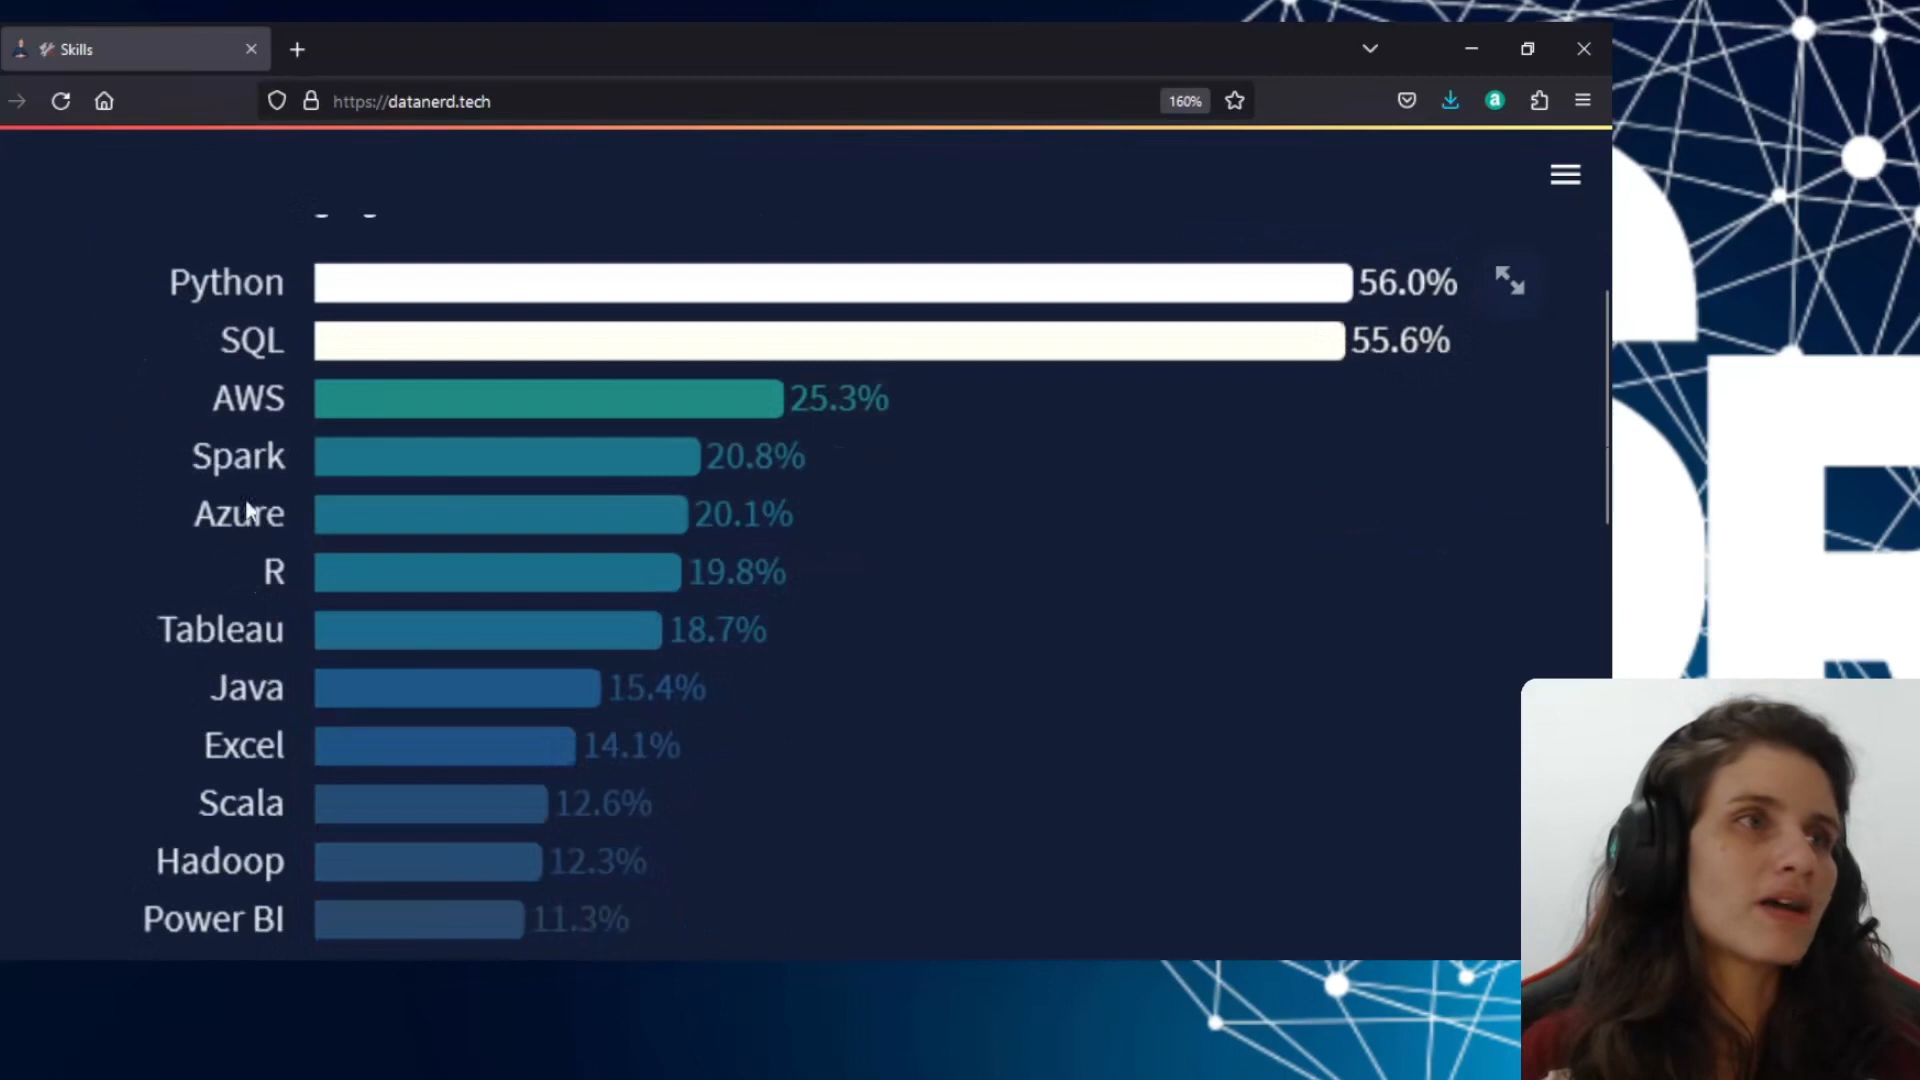 Skills
https://datanerd.tech
160%
a
Python 56.0%
SQL 55.6%
AWS 25.3%
Spark 20.8%
Azure 20.1%
R 19.8%
Tableau 18.7%
Java 15.4%
Excel 14.1%
Scala 12.6%
Hadoop 12.3%
Power BI 11.3%